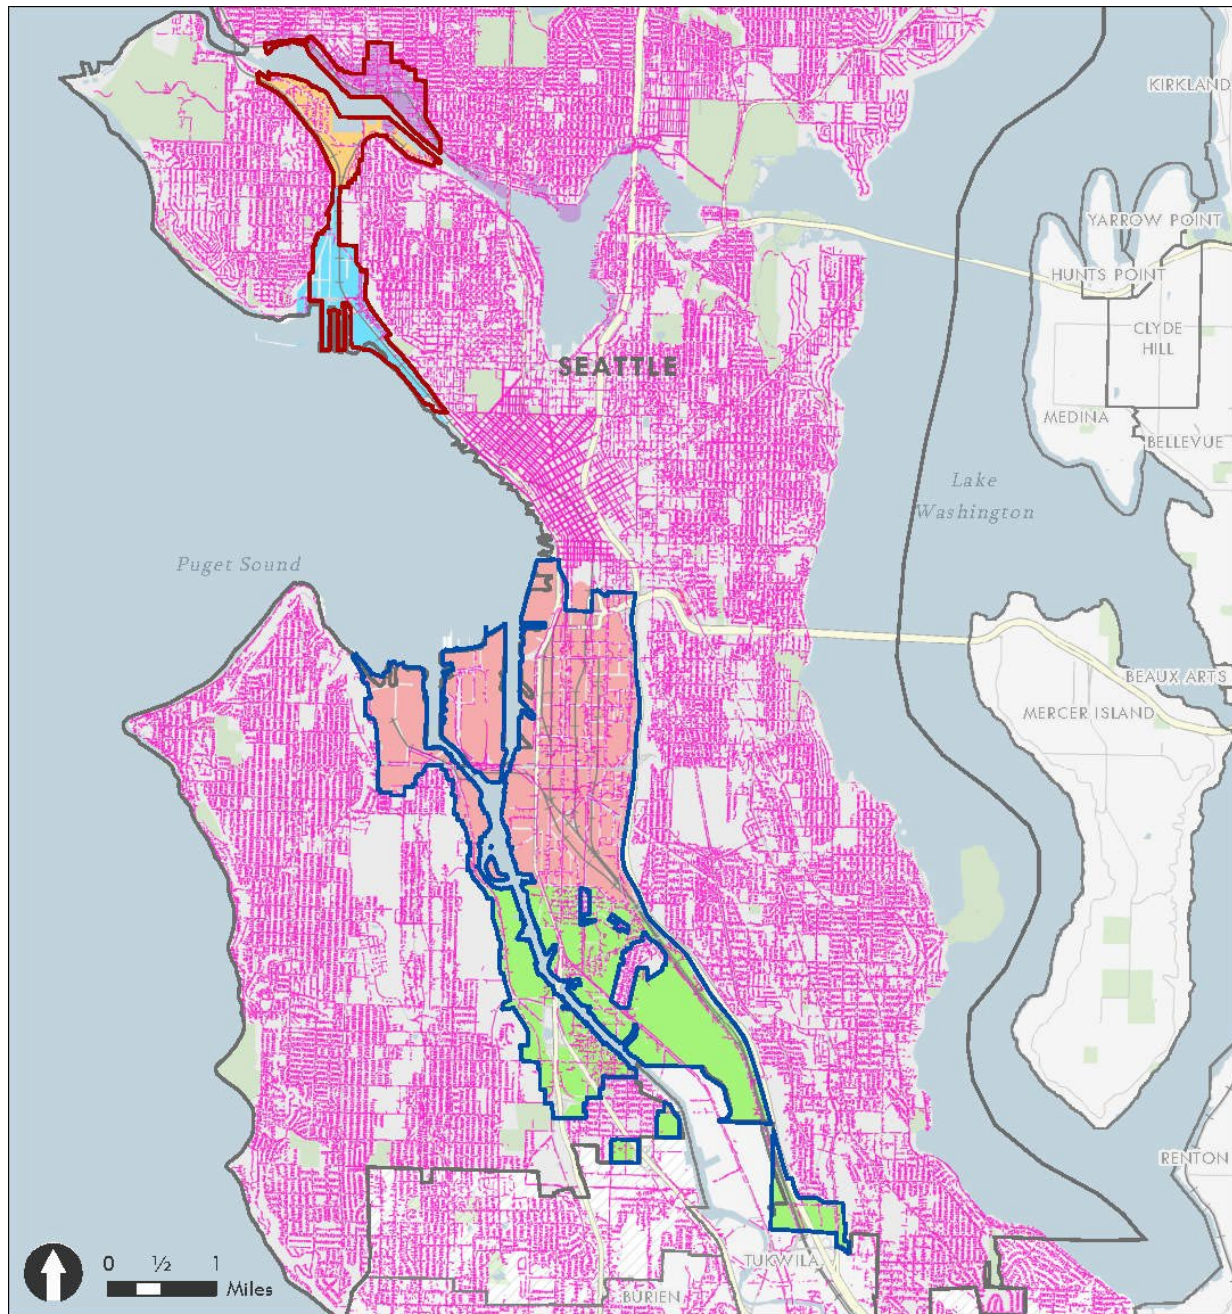 KIRKLAND
YARROW POINT
HUNTS POINT
CLYDE
HILL
SEATTLE
MEDINA
BELLEVUE
Lake
Washington
Puget Sound
BEAUX ARTS
MERCER ISLAND
RENTON
TUKWILA
BURIEN
0 ½ 1
Miles